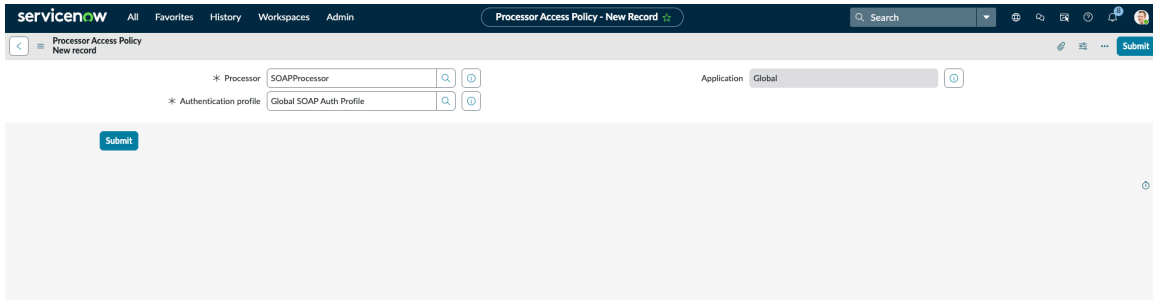 servicenow All Favorites History Workspaces Admin Processor Access Policy - New Record Search 8
Processor Access Policy
New record
Submit
Processor SOAPProcessor
Application Global
Authentication profile Global SOAP Auth Profile
Submit